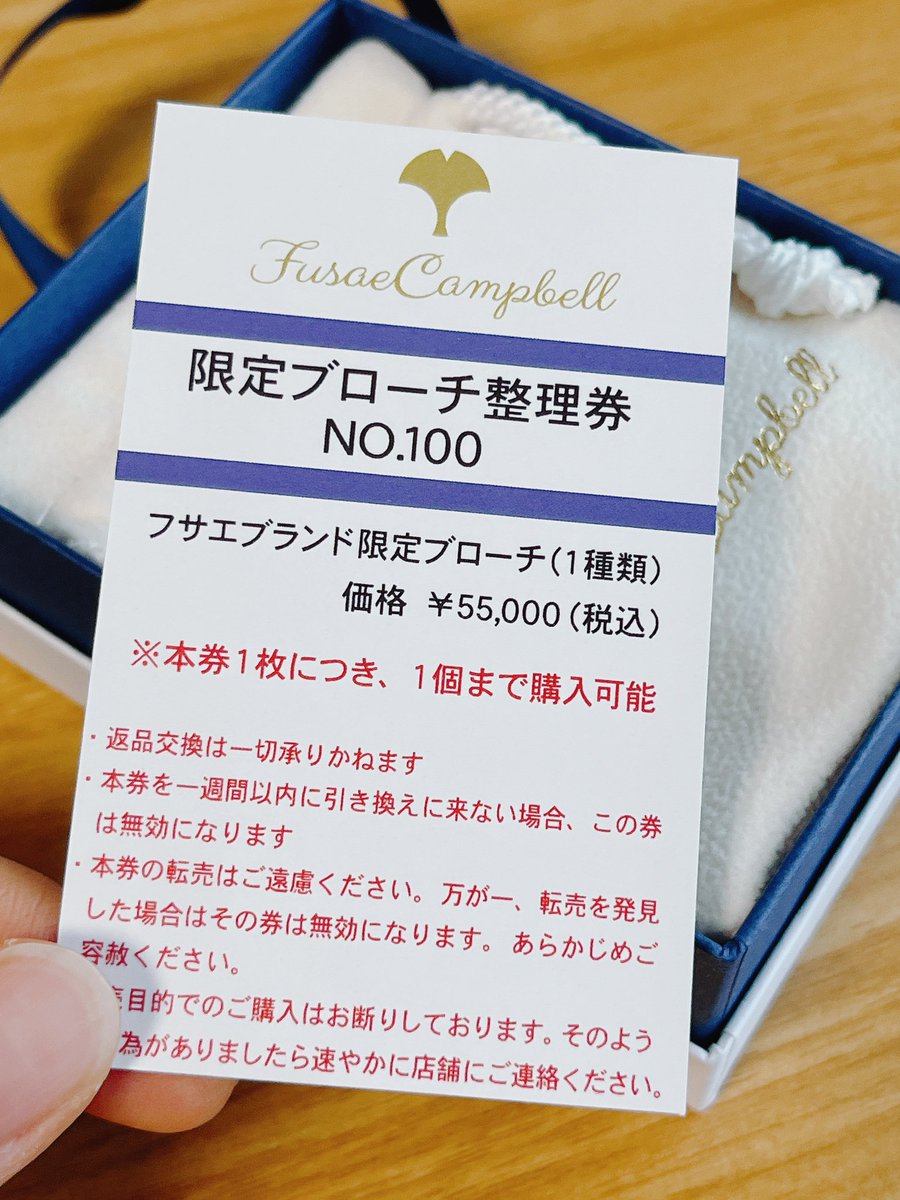 FusaeCampbell
限定ブローチ整理券
NO.100
フサエブランド限定ブローチ(1種類)
価格 ¥55,000(税込)
※本券1枚につき、1個まで購入可能
・返品交換は一切承りかねます
・本券を一週間以内に引き換えに来ない場合、この券
は無効になります
・本券の転売はご遠慮ください。万が一、転売を発見
した場合はその券は無効になります。あらかじめご
容赦ください。
目的でのご購入はお断りしております。そのよう
為がありましたら速やかに店舗にご連絡ください。
ampbell